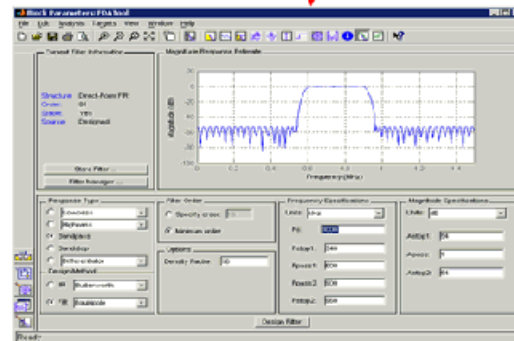 Block Parameters: FDATool
File Edit Analysis Targets View Window Help
Current Filter Information
Structure: Direct-Form FIR
Order:
Stable: Yes
Source: Designed
Store Filter ...
Filter Manager ...
Magnitude Response Estimate
Magnitude (dB)
Frequency (MHz)
Response Type
Lowpass
Highpass
Bandpass
Bandstop
Differentiator
Design Method
IIR Butterworth
FIR Equiripple
Filter Order
Specify order:
Minimum order
Options
Density Factor:
Frequency Specifications
Units:
Fs:
Fstop1:
Fpass1:
Fpass2:
Fstop2:
Magnitude Specifications
Units: dB
Astop1:
Apass:
Astop2:
Design Filter
Ready